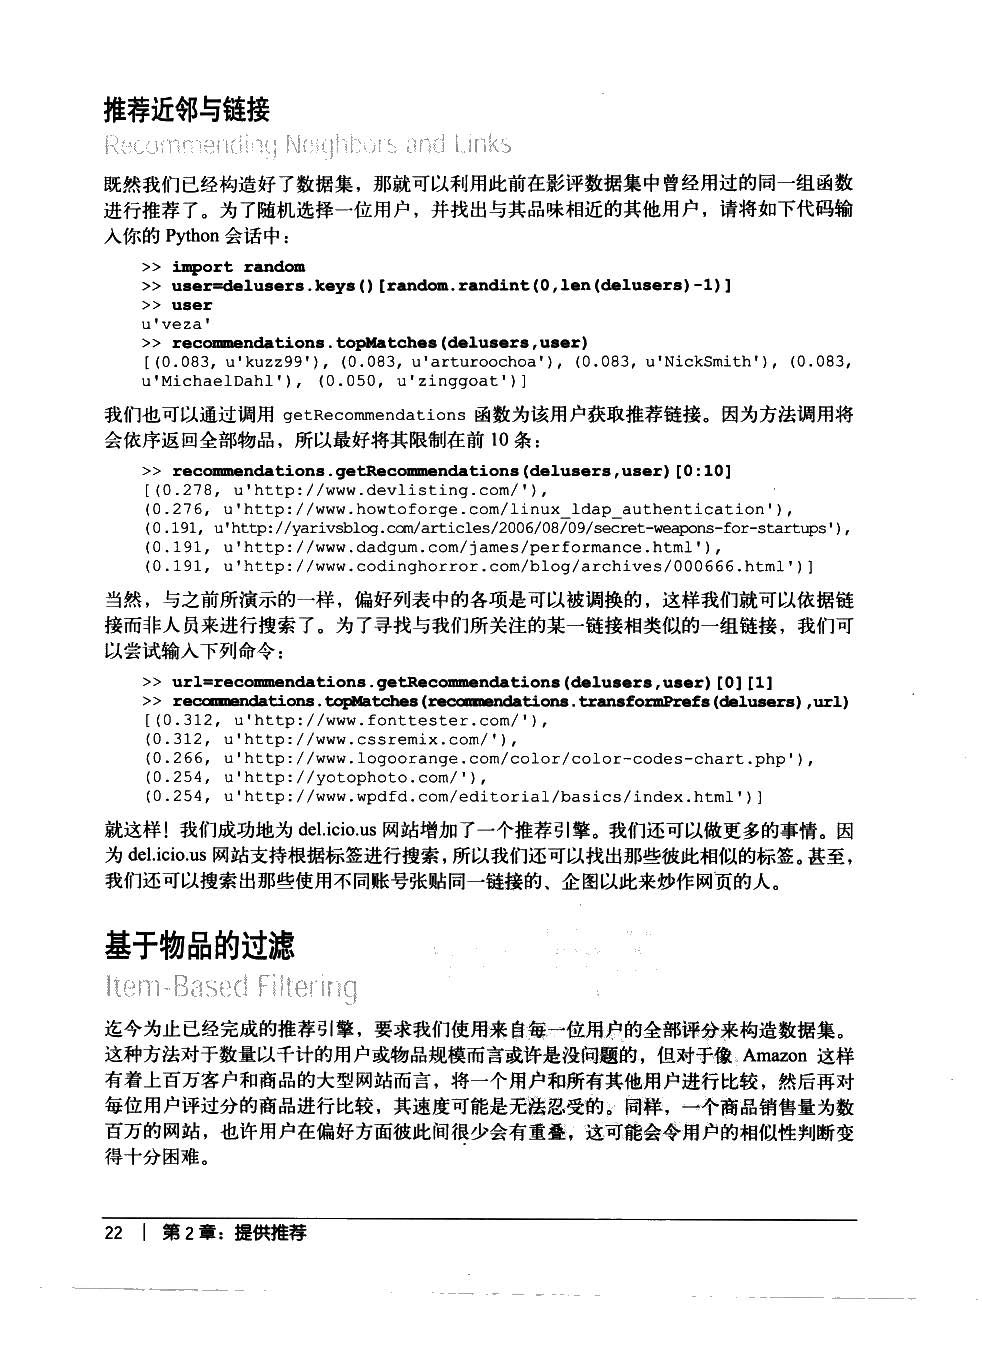 推荐近邻与链接
Recommending Neighbors and Links
既然我们已经构造好了数据集，那就可以利用此前在影评数据集中曾经用过的同一组函数
进行推荐了。为了随机选择一位用户，并找出与其品味相近的其他用户，请将如下代码输
入你的 Python 会话中：
>> import random
>> user=delusers.keys()[random.randint(0,len(delusers)-1)]
>> user
u'veza'
>> recommendations.topMatches(delusers,user)
[(0.083, u'kuzz99'), (0.083, u'arturoochoa'), (0.083, u'NickSmith'), (0.083,
u'MichaelDahl'), (0.050, u'zinggoat')]
我们也可以通过调用 getRecommendations 函数为该用户获取推荐链接。因为方法调用将
会依序返回全部物品，所以最好将其限制在前 10 条：
>> recommendations.getRecommendations(delusers,user)[0:10]
[(0.278, u'http://www.devlisting.com/'),
(0.276, u'http://www.howtoforge.com/linux_ldap_authentication'),
(0.191, u'http://yarivsblog.com/articles/2006/08/09/secret-weapons-for-startups'),
(0.191, u'http://www.dadgum.com/james/performance.html'),
(0.191, u'http://www.codinghorror.com/blog/archives/000666.html')]
当然，与之前所演示的一样，偏好列表中的各项是可以被调换的，这样我们就可以依据链
接而非人员来进行搜索了。为了寻找与我们所关注的某一链接相类似的一组链接，我们可
以尝试输入下列命令：
>> url=recommendations.getRecommendations(delusers,user)[0][1]
>> recommendations.topMatches(recommendations.transformPrefs(delusers),url)
[(0.312, u'http://www.fonttester.com/'),
(0.312, u'http://www.cssremix.com/'),
(0.266, u'http://www.logoorange.com/color/color-codes-chart.php'),
(0.254, u'http://yotophoto.com/'),
(0.254, u'http://www.wpdfd.com/editorial/basics/index.html')]
就这样！我们成功地为 del.icio.us 网站增加了一个推荐引擎。我们还可以做更多的事情。因
为 del.icio.us 网站支持根据标签进行搜索，所以我们还可以找出那些彼此相似的标签。甚至，
我们还可以搜索出那些使用不同账号张贴同一链接的、企图以此来炒作网页的人。
基于物品的过滤
Item-Based Filtering
迄今为止已经完成的推荐引擎，要求我们使用来自每一位用户的全部评分来构造数据集。
这种方法对于数量以千计的用户或物品规模而言或许是没问题的，但对于像 Amazon 这样
有着上百万客户和商品的大型网站而言，将一个用户和所有其他用户进行比较，然后再对
每位用户评过分的商品进行比较，其速度可能是无法忍受的。同样，一个商品销售量为数
百万的网站，也许用户在偏好方面彼此间很少会有重叠，这可能会令用户的相似性判断变
得十分困难。
22 | 第 2 章：提供推荐